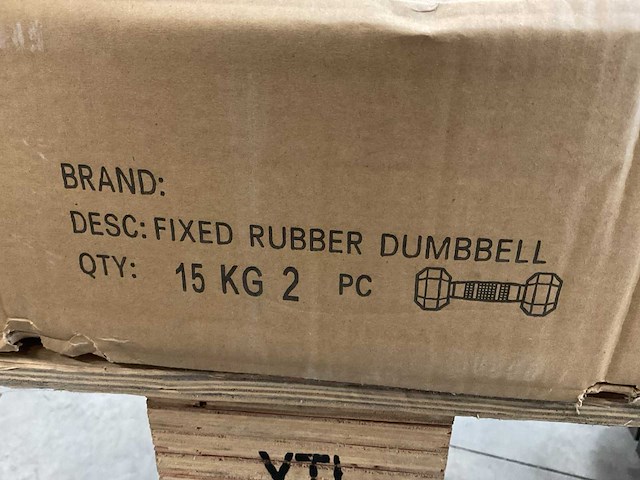 BRAND:
DESC: FIXED RUBBER DUMBBELL
QTY: 15 KG 2 PC